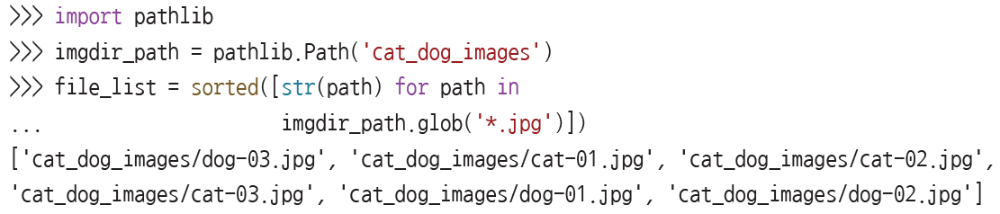 >>> import pathlib
>>> imgdir_path = pathlib.Path('cat_dog_images')
>>> file_list = sorted([str(path) for path in
...                     imgdir_path.glob('*.jpg')])
['cat_dog_images/dog-03.jpg', 'cat_dog_images/cat-01.jpg', 'cat_dog_images/cat-02.jpg',
'cat_dog_images/cat-03.jpg', 'cat_dog_images/dog-01.jpg', 'cat_dog_images/dog-02.jpg']